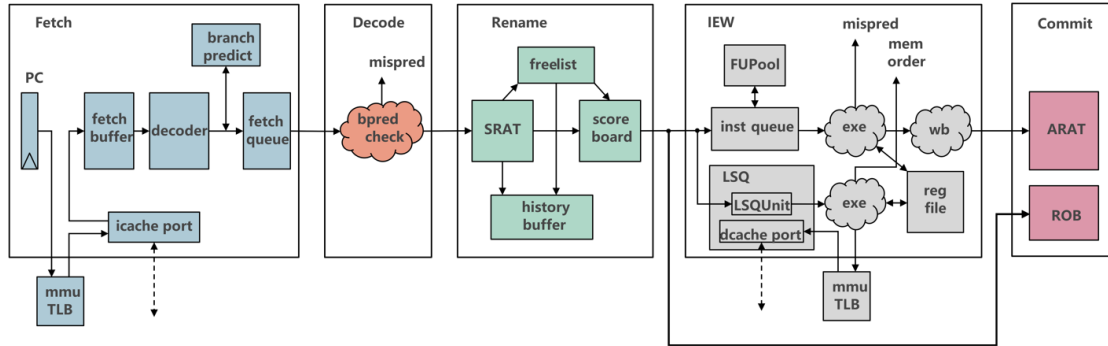 Fetch
branch
predict
PC
fetch
buffer
decoder
fetch
queue
icache port
mmu
TLB
Decode
mispred
bpred
check
Rename
freelist
SRAT
score
board
history
buffer
IEW
mispred
mem
order
FUPool
inst queue
exe
wb
LSQ
LSQUnit
dcache port
exe
reg
file
mmu
TLB
Commit
ARAT
ROB